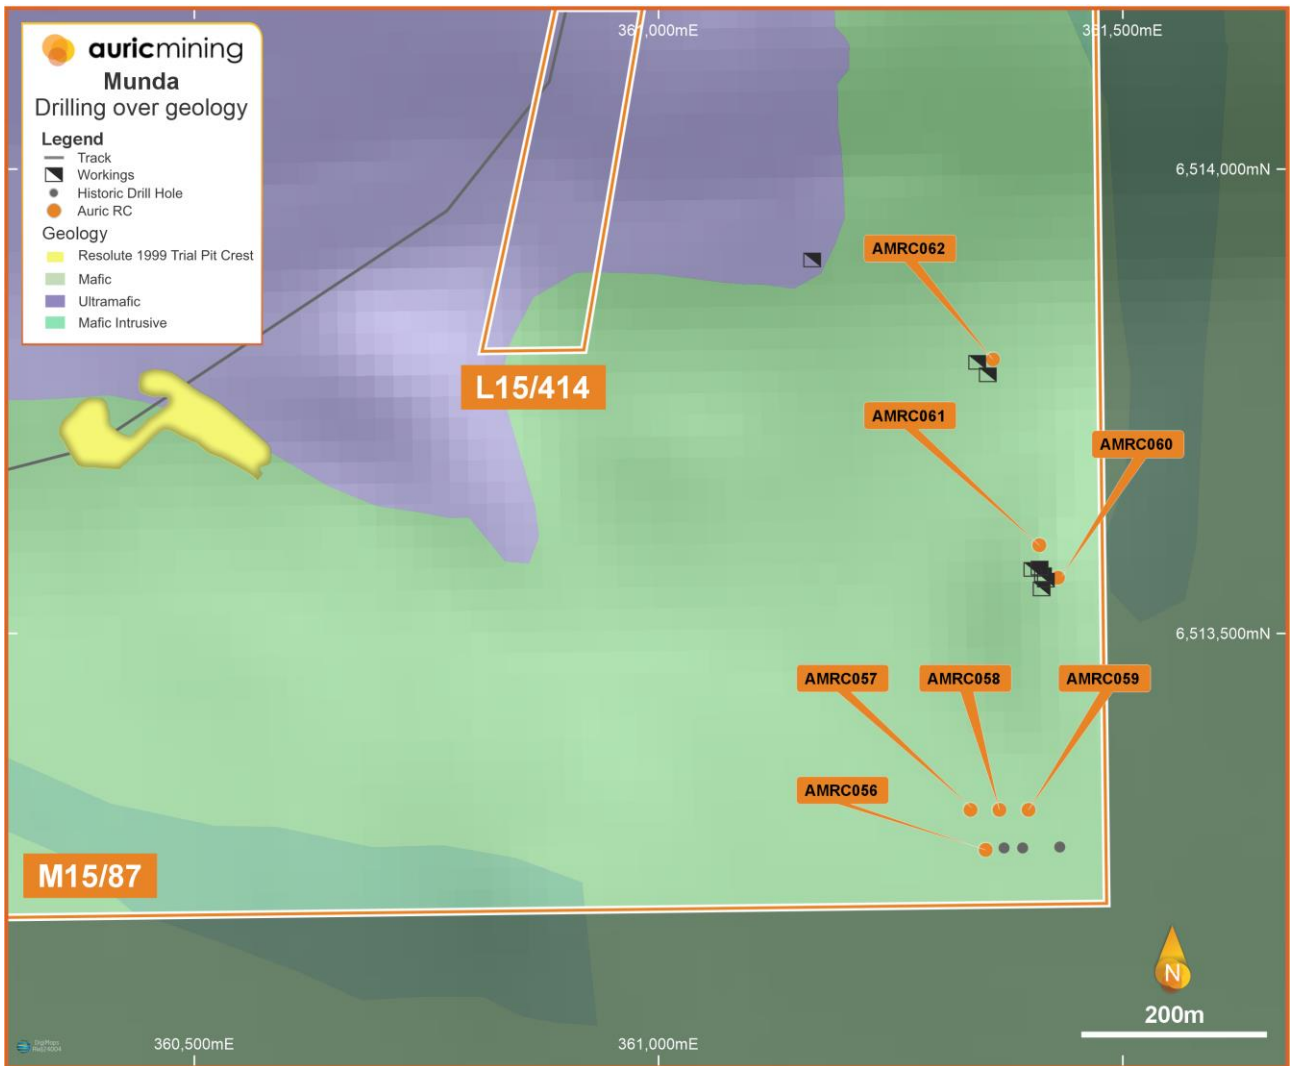 auricmining
Munda
Drilling over geology
Legend
Track
Workings
Historic Drill Hole
Auric RC
Geology
Resolute 1999 Trial Pit Crest
Mafic
Ultramafic
Mafic Intrusive
361,000mE
361,500mE
6,514,000mN
AMRC062
L15/414
AMRC061
AMRC060
6,513,500mN
AMRC057
AMRC058
AMRC059
AMRC056
M15/87
N
200m
DigiMaps
360,500mE
361,000mE